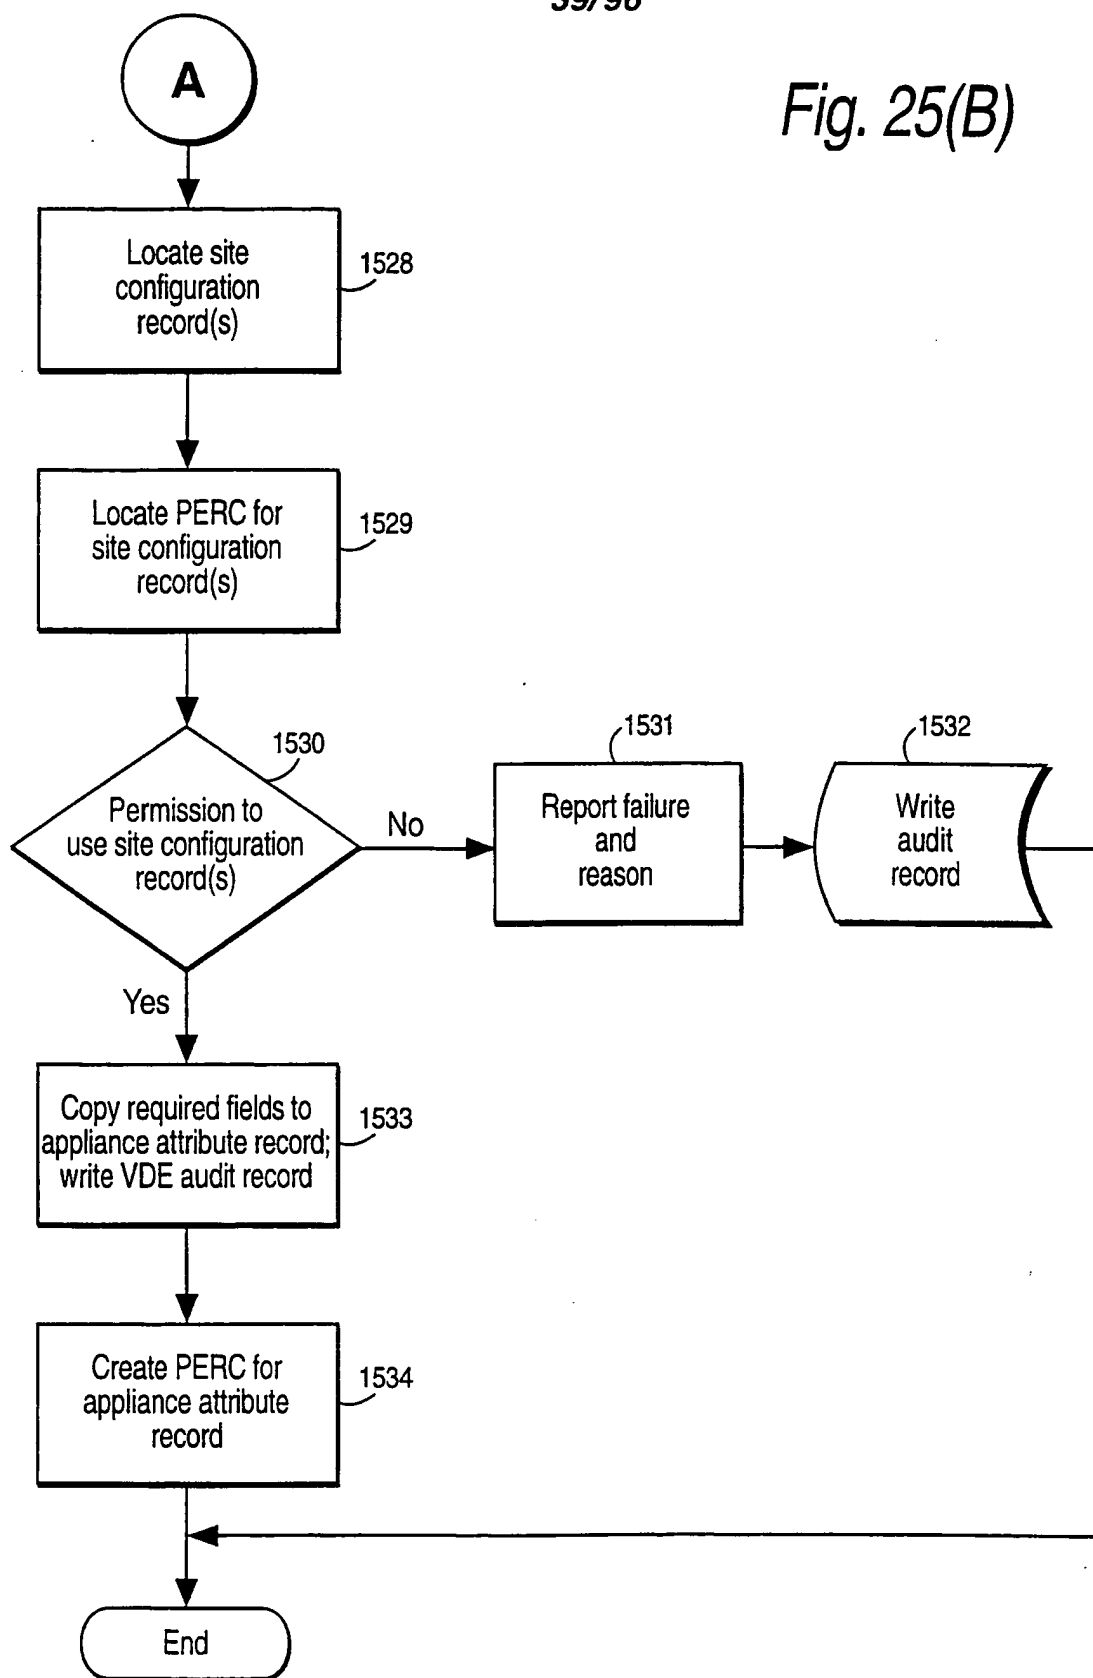 A
Fig. 25(B)
Locate site
configuration
record(s)
1528
Locate PERC for
site configuration
record(s)
1529
1530
Permission to
use site configuration
record(s)
No
1531
Report failure
and
reason
1532
Write
audit
record
Yes
Copy required fields to
appliance attribute record;
write VDE audit record
1533
Create PERC for
appliance attribute
record
1534
End